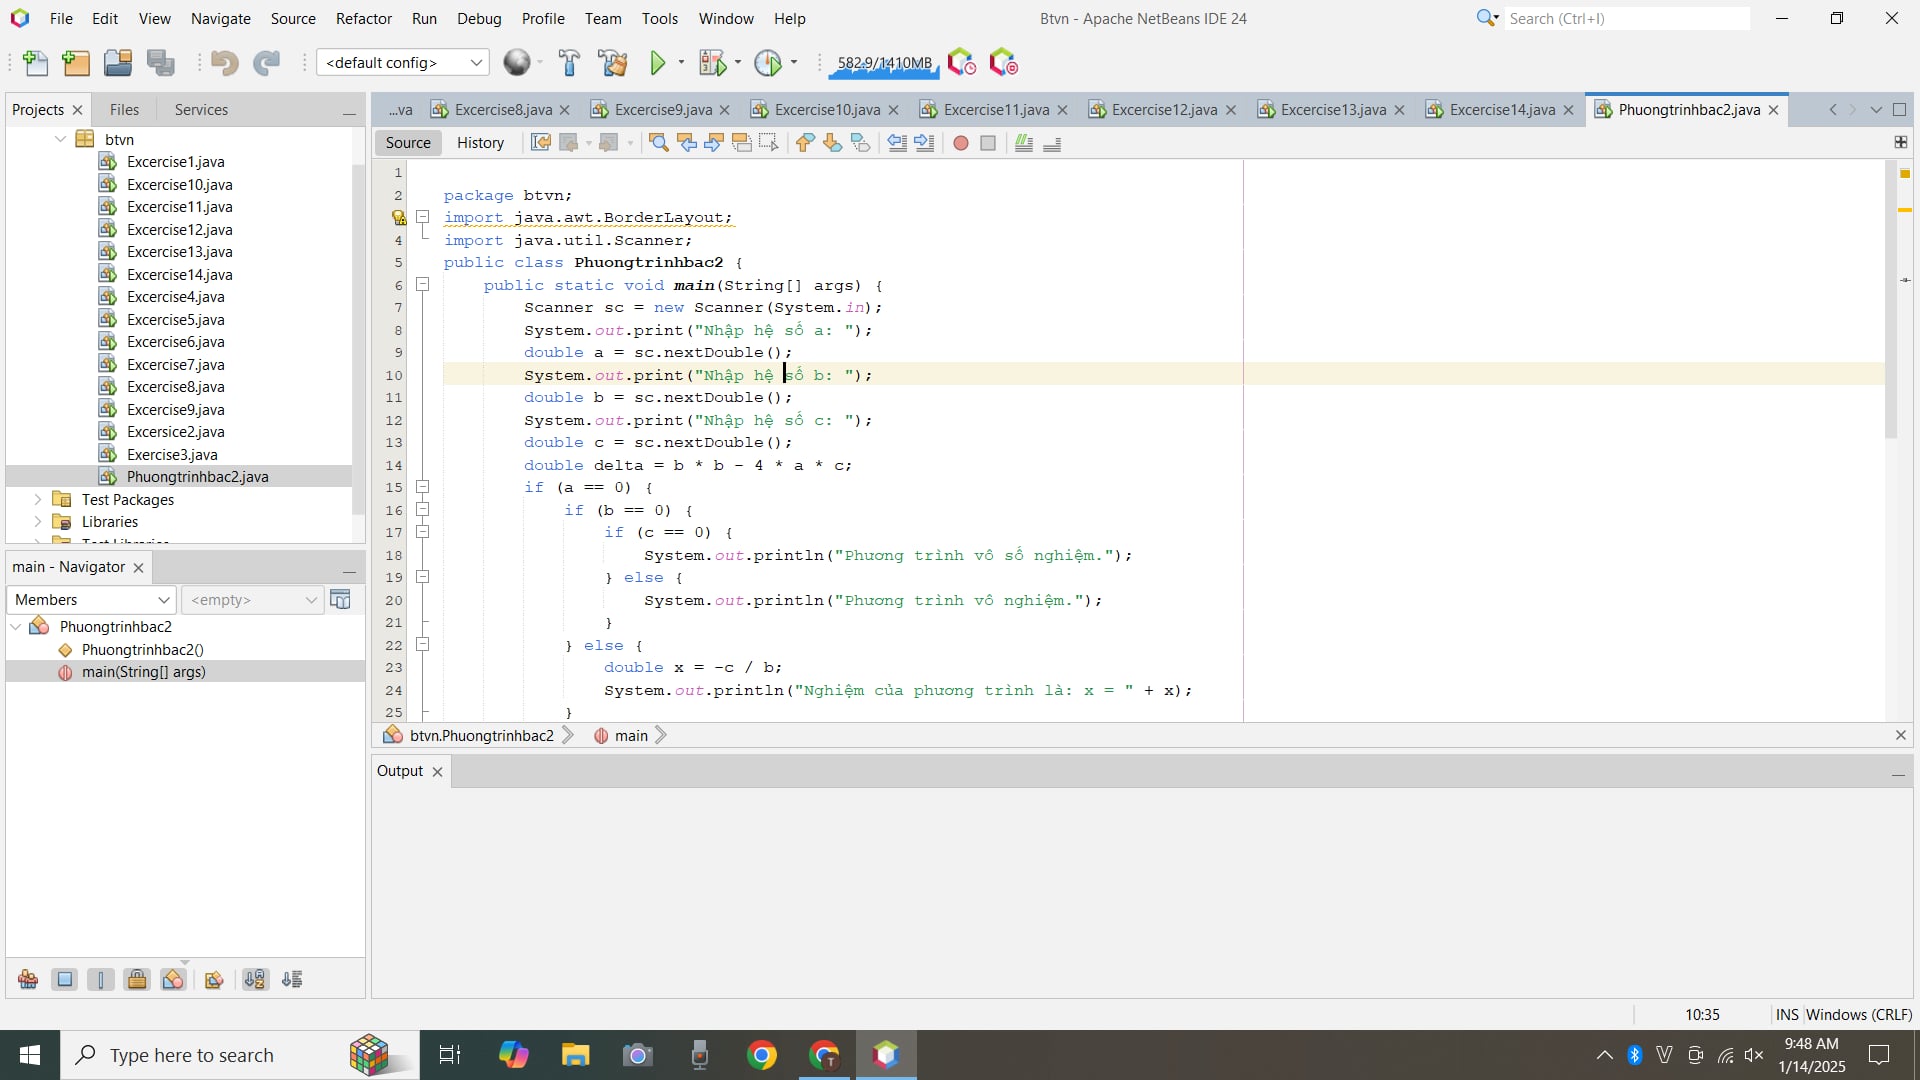 File Edit View Navigate Source Refactor Run Debug Profile Team Tools Window Help
Btvn - Apache NetBeans IDE 24
Search (Ctrl+I)
<default config>
582.9/1410MB
Projects Files Services
...va Excercise8.java Excercise9.java Excercise10.java Excercise11.java Excercise12.java Excercise13.java Excercise14.java Phuongtrinhbac2.java
Source History
btvn
Excercise1.java
Excercise10.java
Excercise11.java
Excercise12.java
Excercise13.java
Excercise14.java
Excercise4.java
Excercise5.java
Excercise6.java
Excercise7.java
Excercise8.java
Excercise9.java
Excersice2.java
Exercise3.java
Phuongtrinhbac2.java
Test Packages
Libraries
Test Libraries
main - Navigator
Members
<empty>
Phuongtrinhbac2
Phuongtrinhbac2()
main(String[] args)
1
2 package btvn;
import java.awt.BorderLayout;
4 import java.util.Scanner;
5 public class Phuongtrinhbac2 {
6 public static void main(String[] args) {
7 Scanner sc = new Scanner(System.in);
8 System.out.print("Nhập hệ số a: ");
9 double a = sc.nextDouble();
10 System.out.print("Nhập hệ số b: ");
11 double b = sc.nextDouble();
12 System.out.print("Nhập hệ số c: ");
13 double c = sc.nextDouble();
14 double delta = b * b - 4 * a * c;
15 if (a == 0) {
16 if (b == 0) {
17 if (c == 0) {
18 System.out.println("Phương trình vô số nghiệm.");
19 } else {
20 System.out.println("Phương trình vô nghiệm.");
21 }
22 } else {
23 double x = -c / b;
24 System.out.println("Nghiệm của phương trình là: x = " + x);
25 }
btvn.Phuongtrinhbac2 main
Output
10:35 INS Windows (CRLF)
Type here to search
T
9:48 AM
1/14/2025